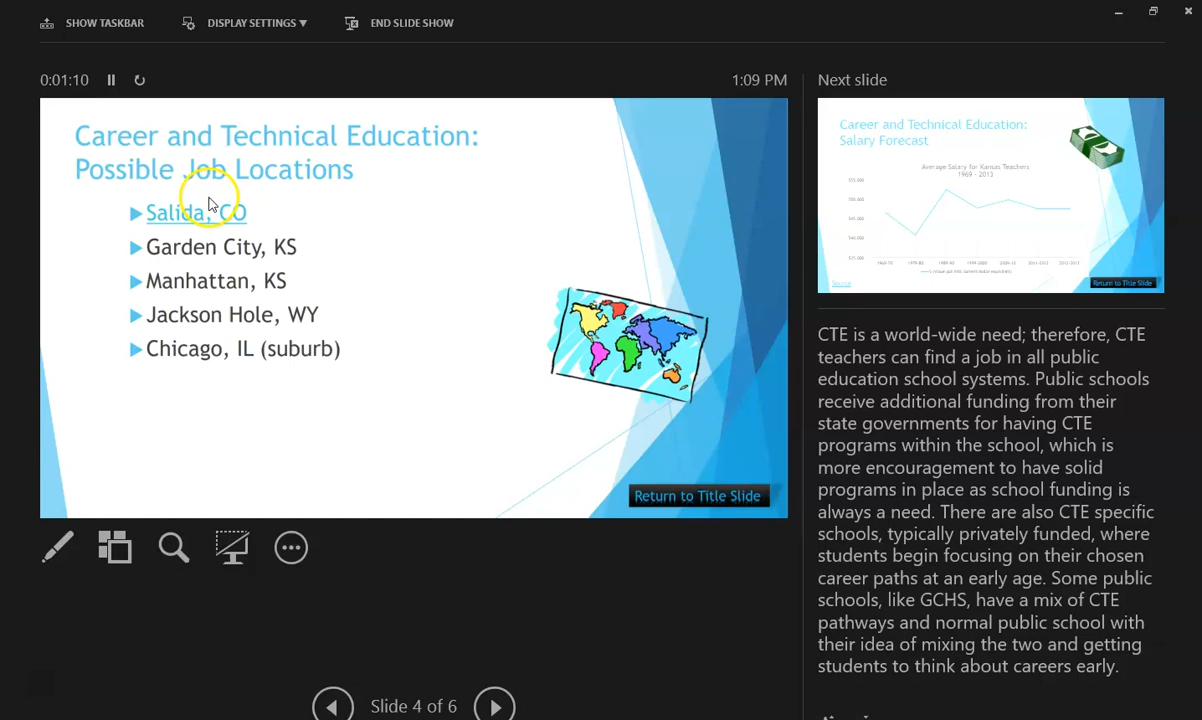 SHOW TASKBAR
DISPLAY SETTINGS ▼
END SLIDE SHOW
0:01:10
1:09 PM
Career and Technical Education:
Possible Job Locations
Salida, CO
Garden City, KS
Manhattan, KS
Jackson Hole, WY
Chicago, IL (suburb)
Return to Title Slide
Slide 4 of 6
Next slide
Career and Technical Education:
Salary Forecast
Average Salary for Kansas Teachers
1969 - 2013
Source
Return to Title Slide
CTE is a world-wide need; therefore, CTE
teachers can find a job in all public
education school systems. Public schools
receive additional funding from their
state governments for having CTE
programs within the school, which is
more encouragement to have solid
programs in place as school funding is
always a need. There are also CTE specific
schools, typically privately funded, where
students begin focusing on their chosen
career paths at an early age. Some public
schools, like GCHS, have a mix of CTE
pathways and normal public school with
their idea of mixing the two and getting
students to think about careers early.